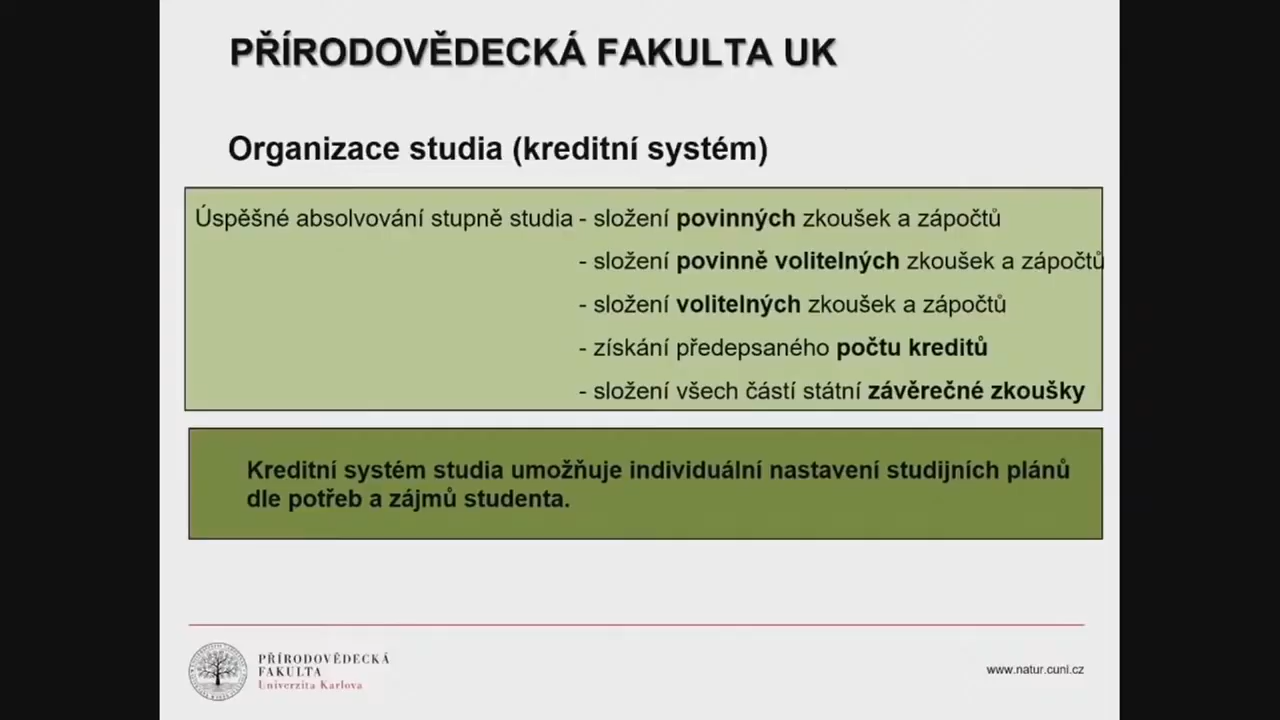 PŘÍRODOVĚDECKÁ FAKULTA UK
Organizace studia (kreditní systém)
Úspěšné absolvování stupně studia - složení povinných zkoušek a zápočtů
- složení povinně volitelných zkoušek a zápočtů
- složení volitelných zkoušek a zápočtů
- získání předepsaného počtu kreditů
- složení všech částí státní závěrečné zkoušky
Kreditní systém studia umožňuje individuální nastavení studijních plánů
dle potřeb a zájmů studenta.
PŘÍRODOVĚDECKÁ
FAKULTA
Univerzita Karlova
www.natur.cuni.cz